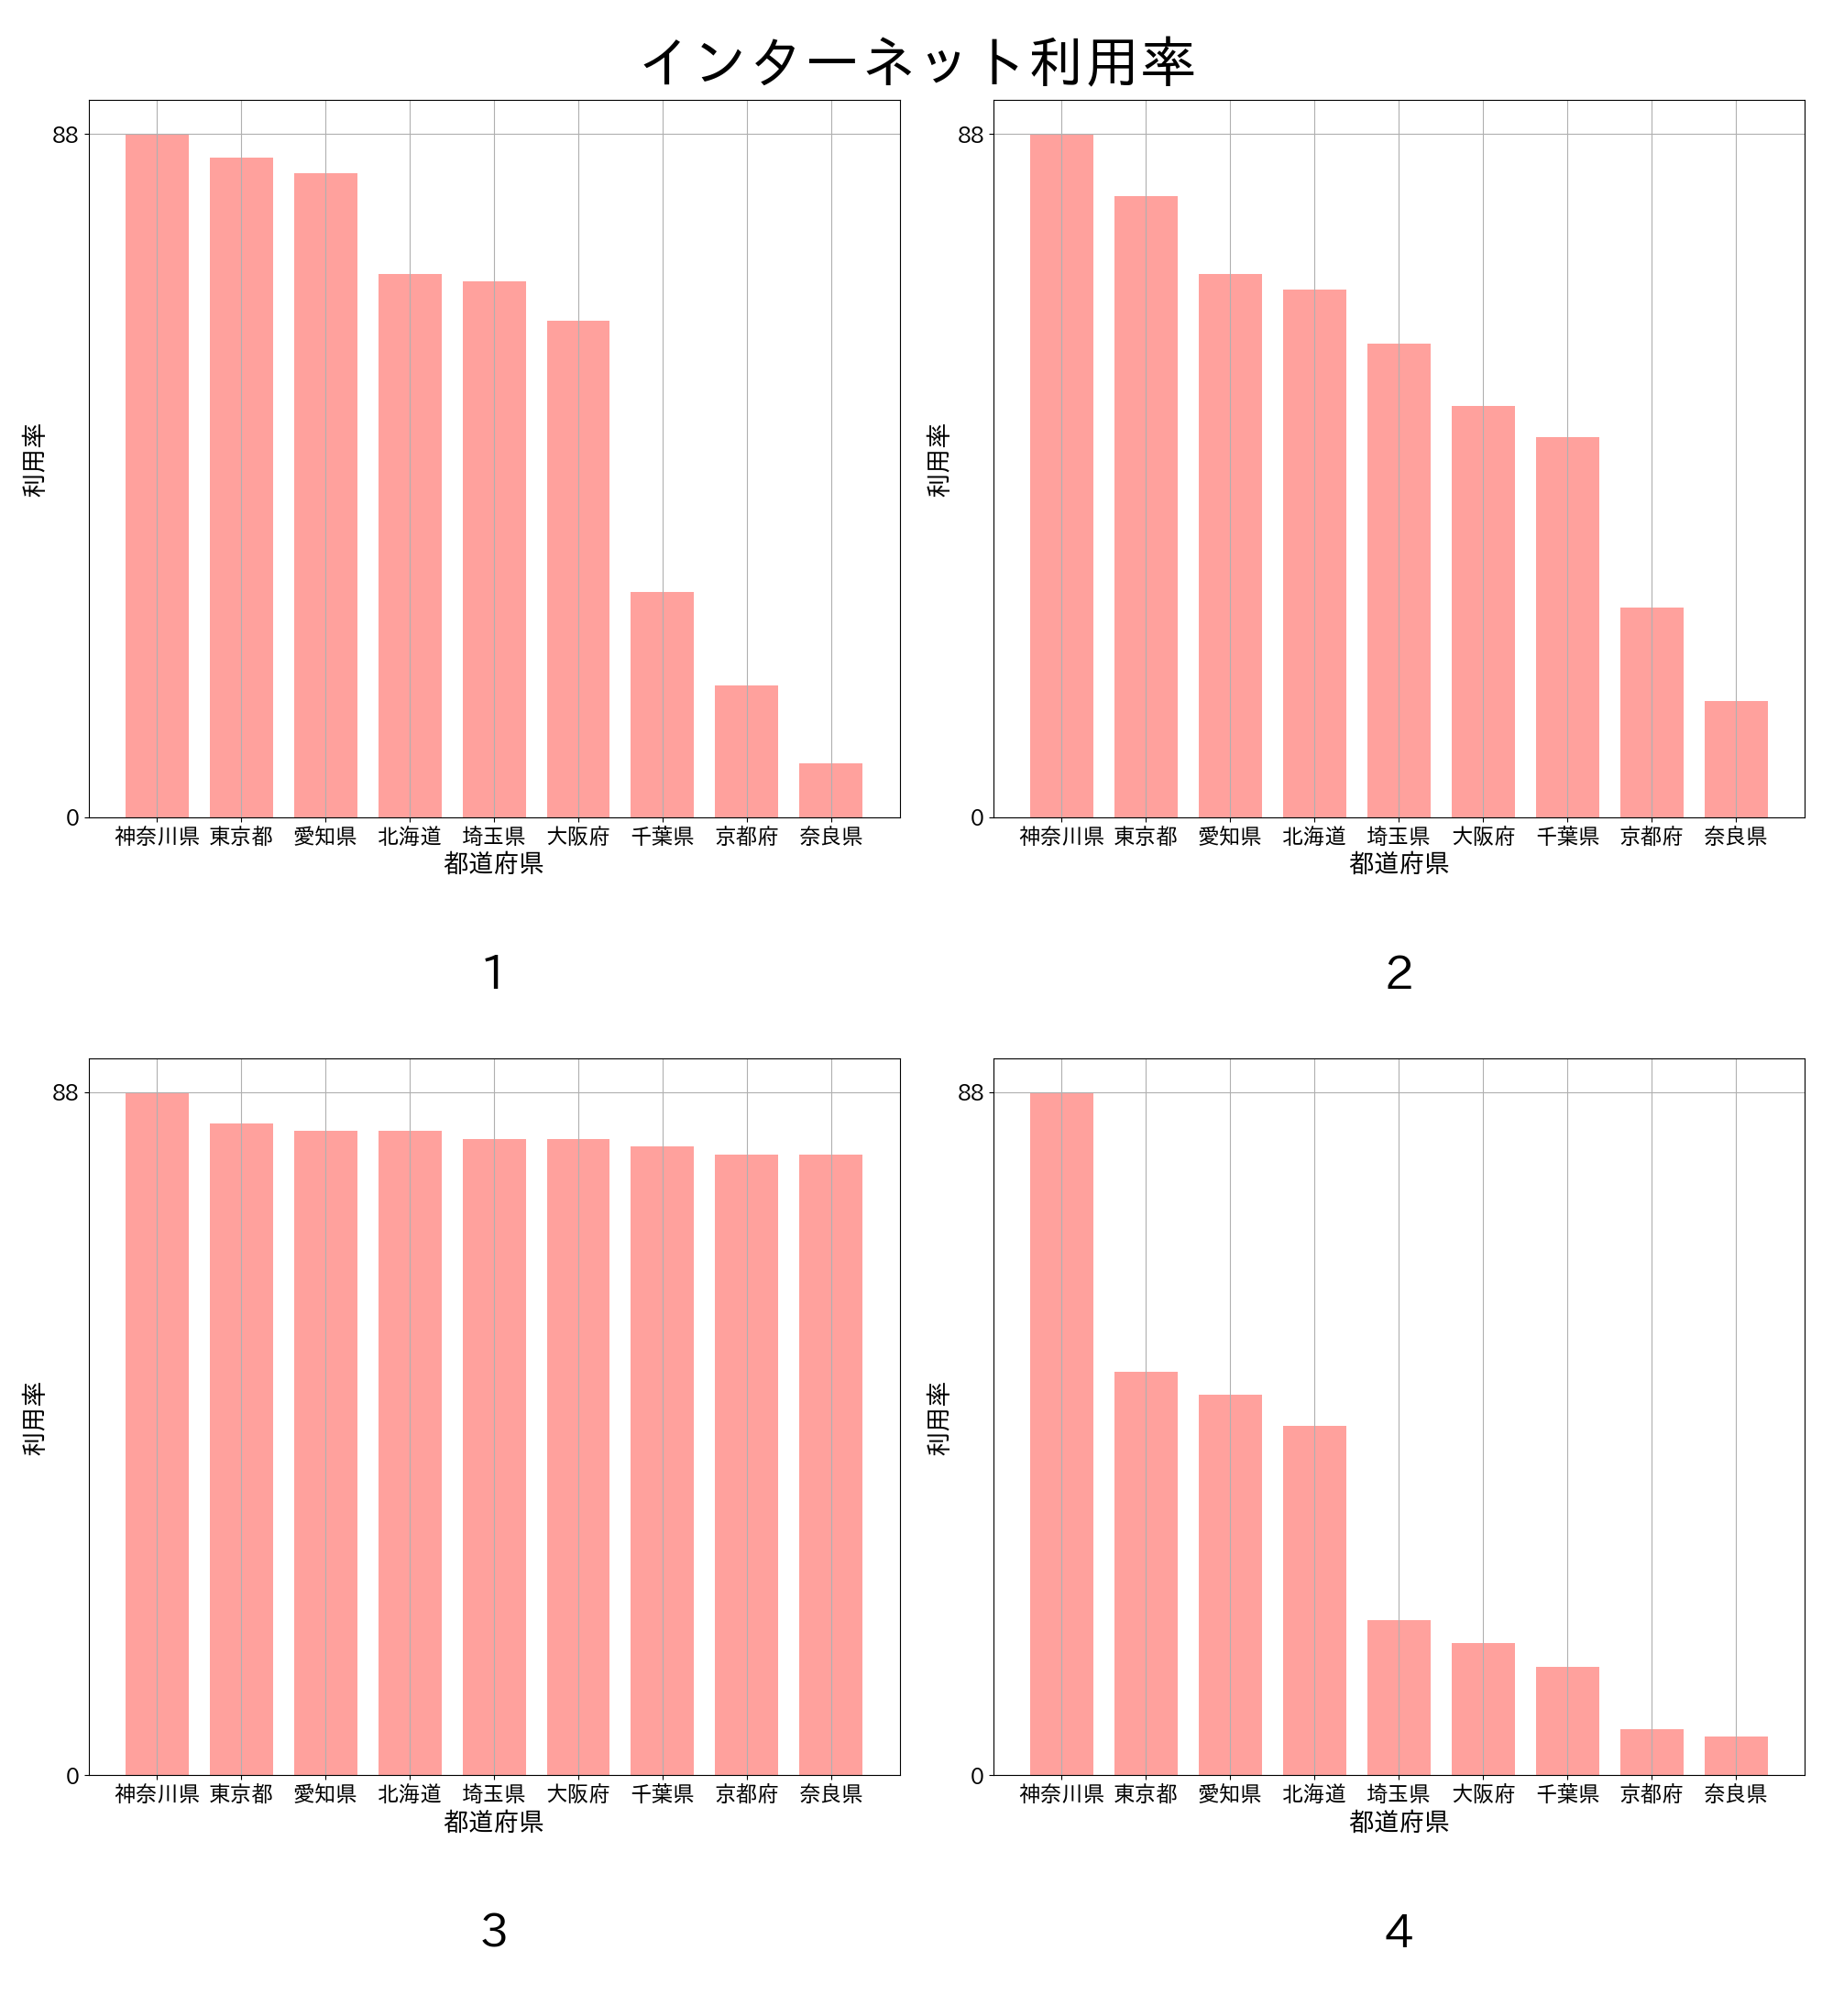 インターネット利用率
88
0
利用率
神奈川県 東京都 愛知県 北海道 埼玉県 大阪府 千葉県 京都府 奈良県
都道府県
1
88
0
利用率
神奈川県 東京都 愛知県 北海道 埼玉県 大阪府 千葉県 京都府 奈良県
都道府県
2
88
0
利用率
神奈川県 東京都 愛知県 北海道 埼玉県 大阪府 千葉県 京都府 奈良県
都道府県
3
88
0
利用率
神奈川県 東京都 愛知県 北海道 埼玉県 大阪府 千葉県 京都府 奈良県
都道府県
4